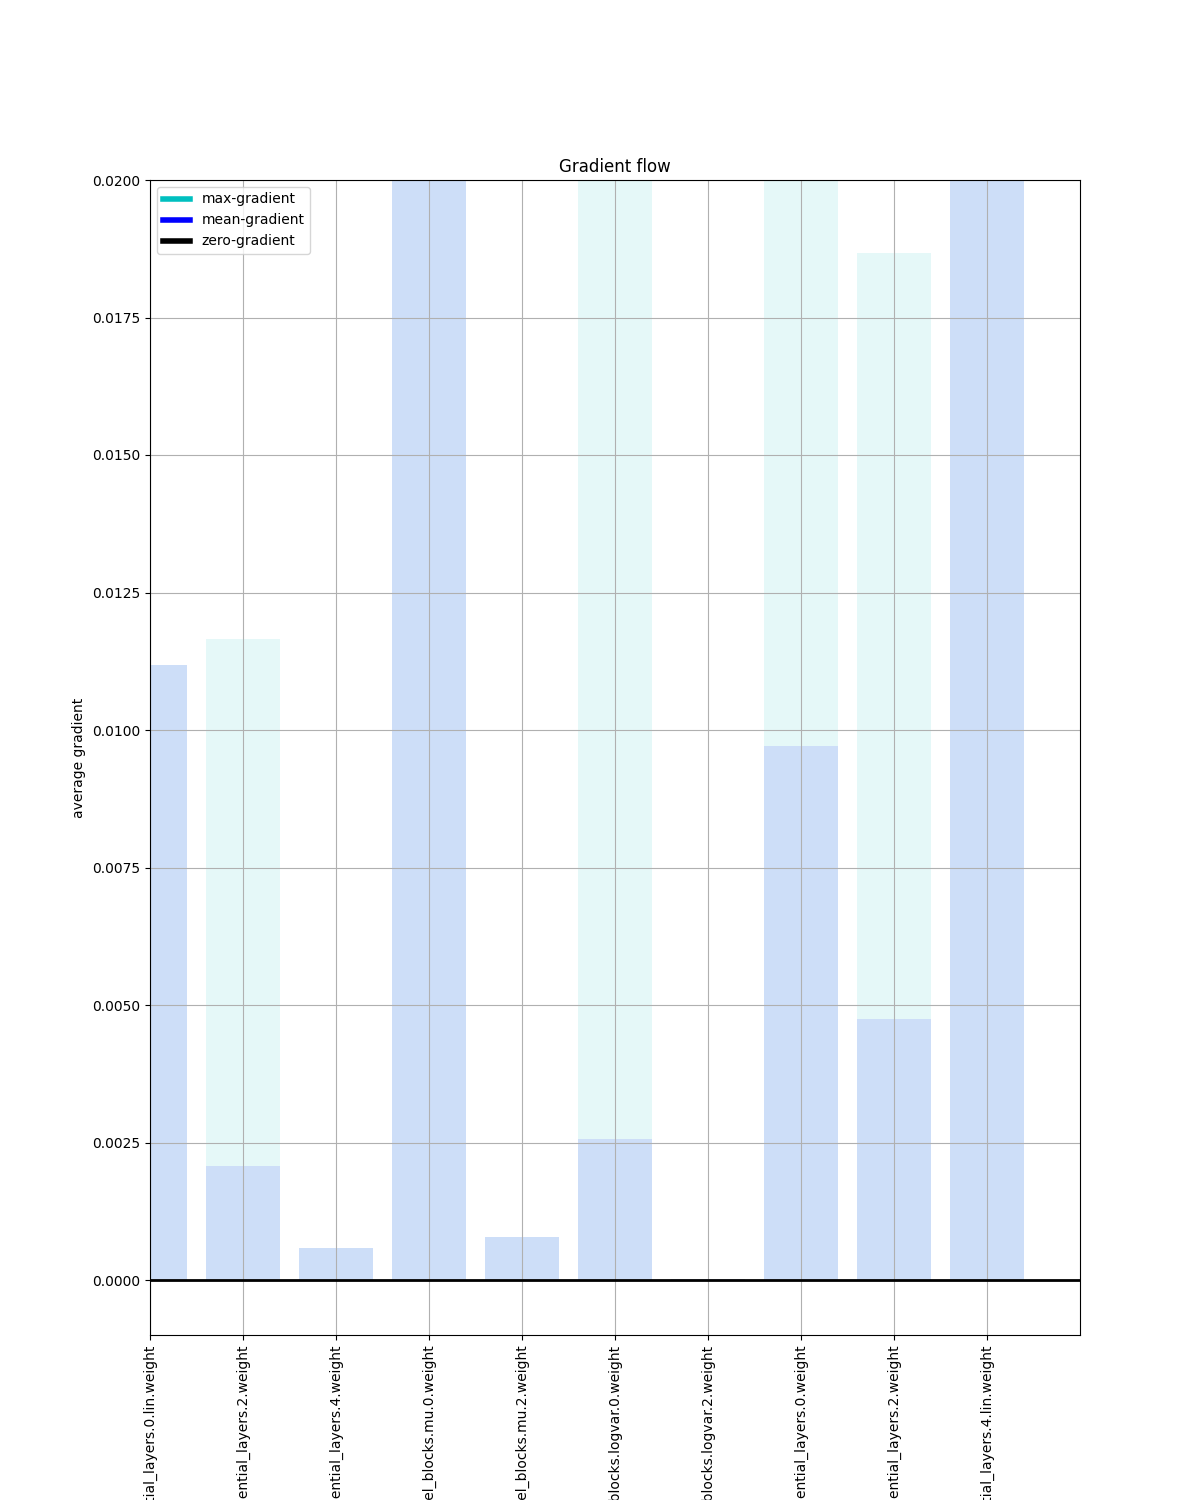 Gradient flow
max-gradient
mean-gradient
zero-gradient
0.0200
0.0175
0.0150
0.0125
0.0100
0.0075
0.0050
0.0025
0.0000
average gradient
tial_layers.0.lin.weight
ential_layers.2.weight
ential_layers.4.weight
el_blocks.mu.0.weight
el_blocks.mu.2.weight
blocks.logvar.0.weight
blocks.logvar.2.weight
ential_layers.0.weight
ential_layers.2.weight
tial_layers.4.lin.weight